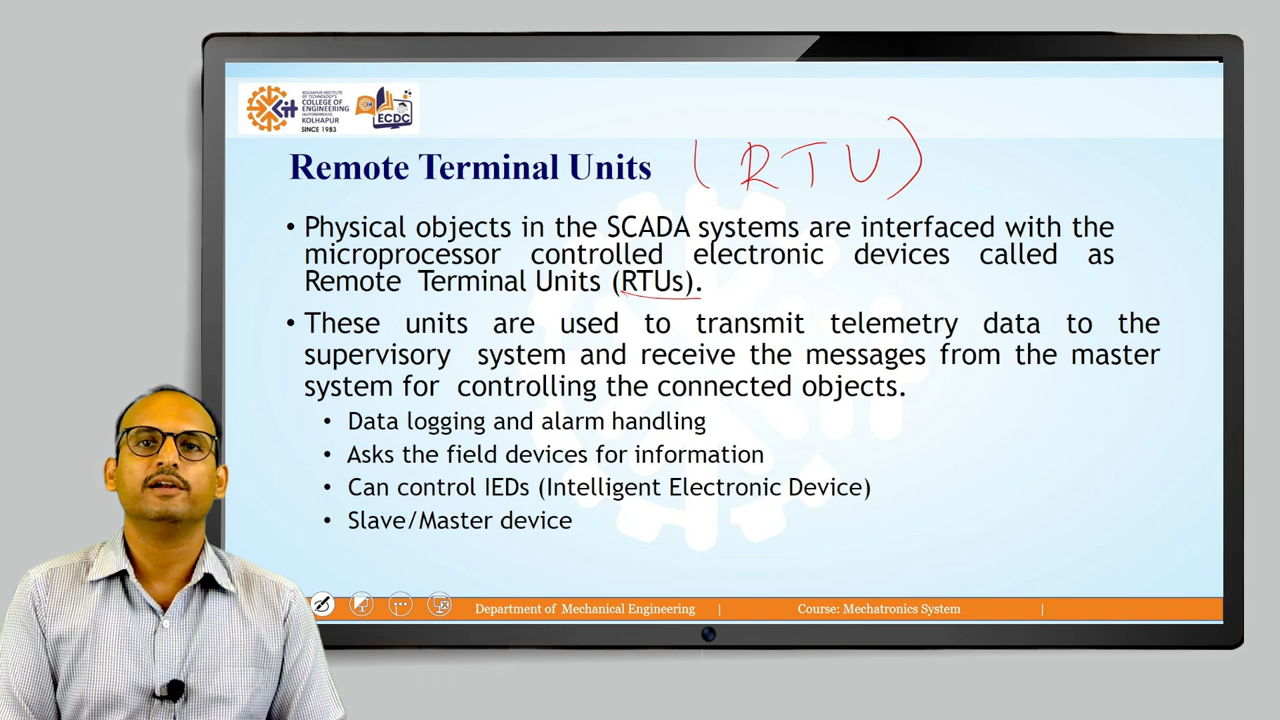 KOLHAPUR INSTITUTE
OF TECHNOLOGY'S
COLLEGE OF
ENGINEERING
(AUTONOMOUS),
KOLHAPUR
SINCE 1983
ECDC
Remote Terminal Units (RTU)
• Physical objects in the SCADA systems are interfaced with the
microprocessor controlled electronic devices called as
Remote Terminal Units (RTUs).
• These units are used to transmit telemetry data to the
supervisory system and receive the messages from the master
system for controlling the connected objects.
• Data logging and alarm handling
• Asks the field devices for information
• Can control IEDs (Intelligent Electronic Device)
• Slave/Master device
Department of Mechanical Engineering | Course: Mechatronics System |